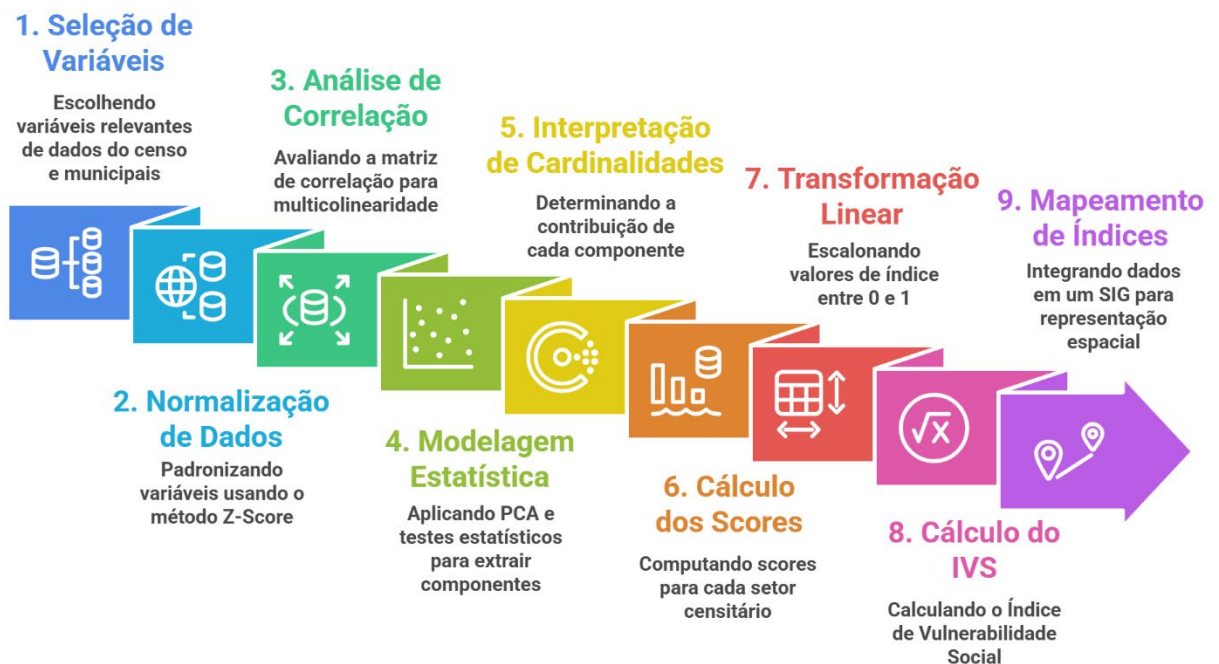 1. Seleção de
Variáveis
Escolhendo
variáveis relevantes
de dados do censo
e municipais
2. Normalização
de Dados
Padronizando
variáveis usando o
método Z-Score
3. Análise de
Correlação
Avaliando a matriz
de correlação para
multicolinearidade
4. Modelagem
Estatística
Aplicando PCA e
testes estatísticos
para extrair
componentes
5. Interpretação
de Cardinalidades
Determinando a
contribuição de
cada componente
6. Cálculo
dos Scores
Computando scores
para cada setor
censitário
7. Transformação
Linear
Escalonando
valores de índice
entre 0 e 1
8. Cálculo do
IVS
Calculando o Índice
de Vulnerabilidade
Social
√x
9. Mapeamento
de Índices
Integrando dados
em um SIG para
representação
espacial